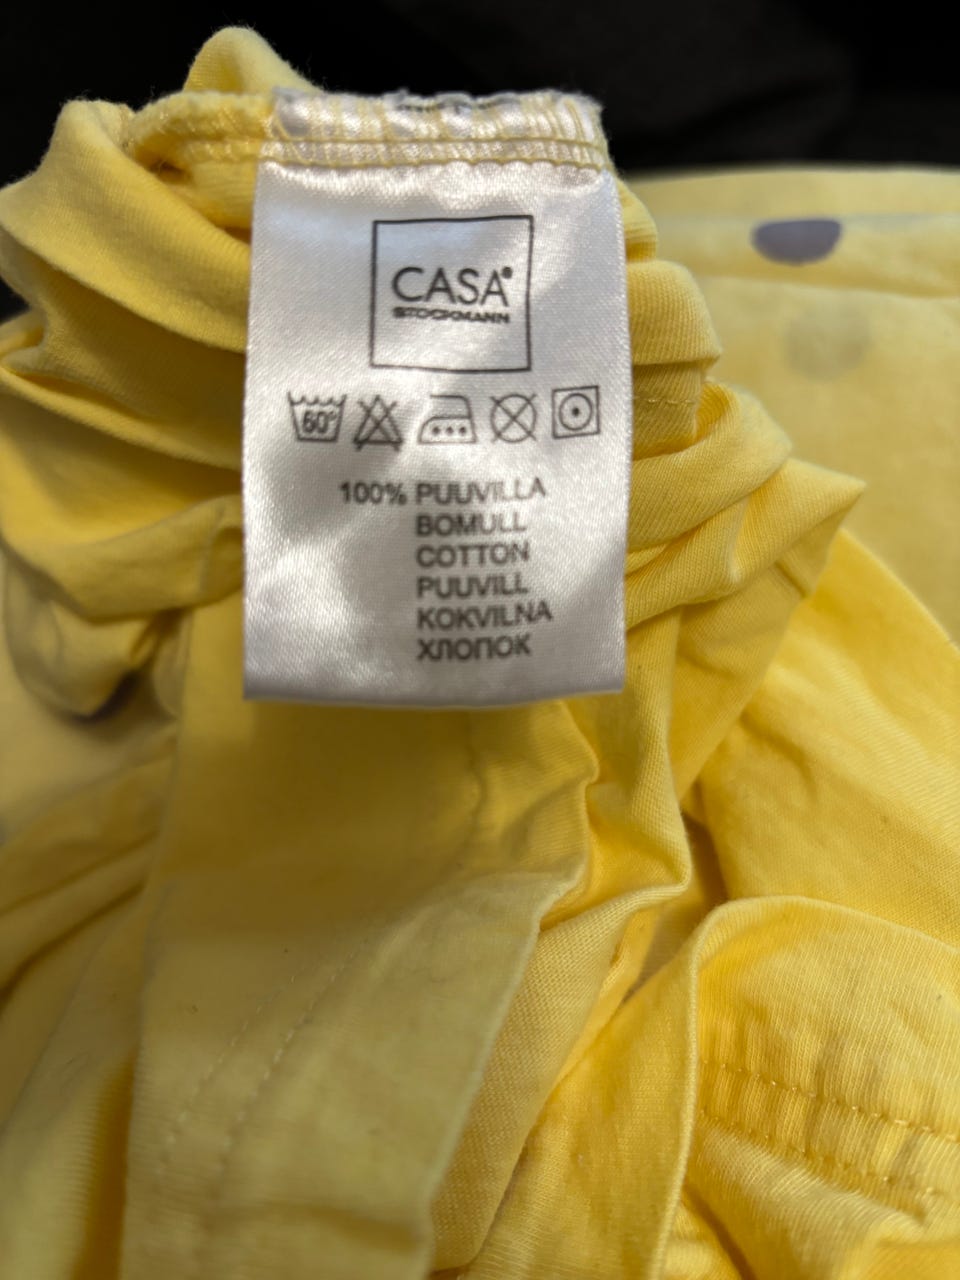 CASA®
STOCKMANN
60°
100% PUUVILLA
BOMULL
COTTON
PUUVILL
KOKVILNA
ХЛОПОК